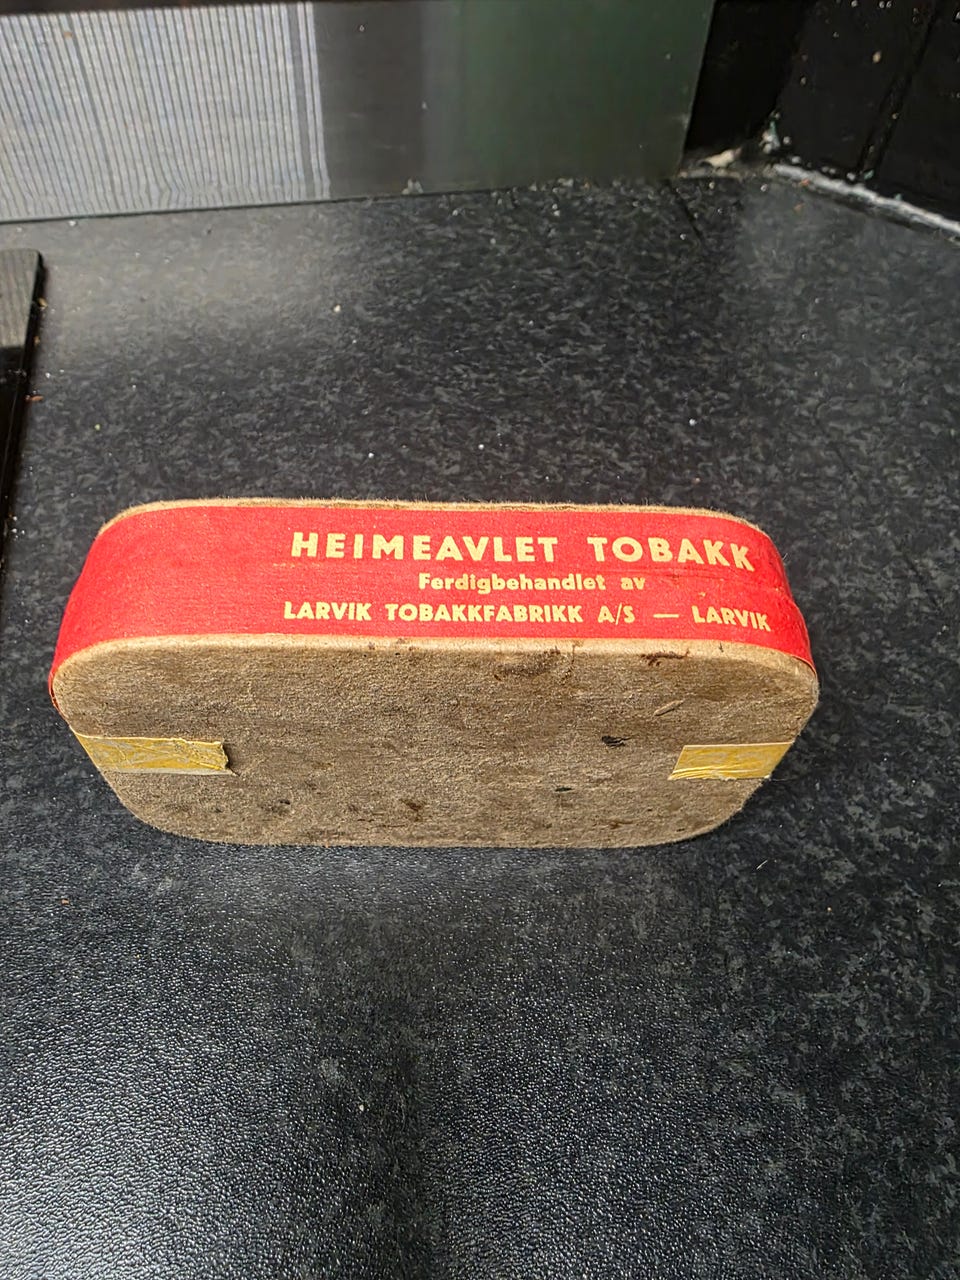 HEIMEAVLET TOBAKK
Ferdigbehandlet av
LARVIK TOBAKKFABRIKK A/S — LARVIK